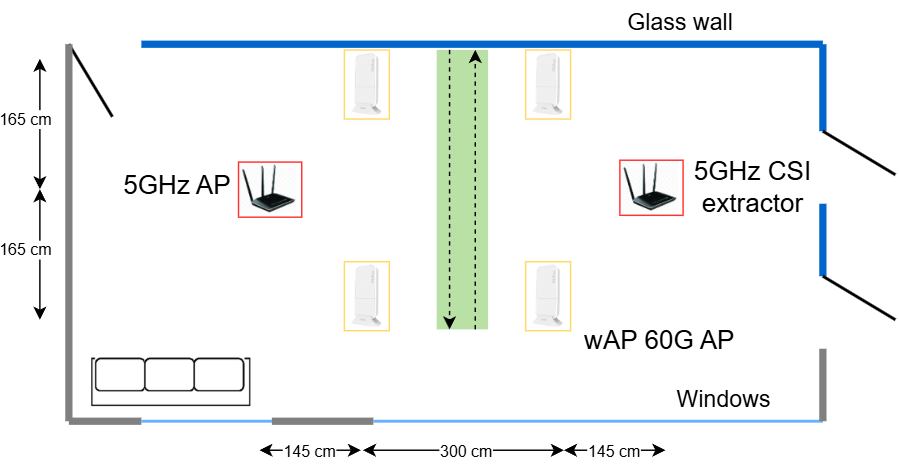 Glass wall
165 cm
5GHz AP
5GHz CSI
extractor
165 cm
wAP 60G AP
Windows
145 cm
300 cm
145 cm